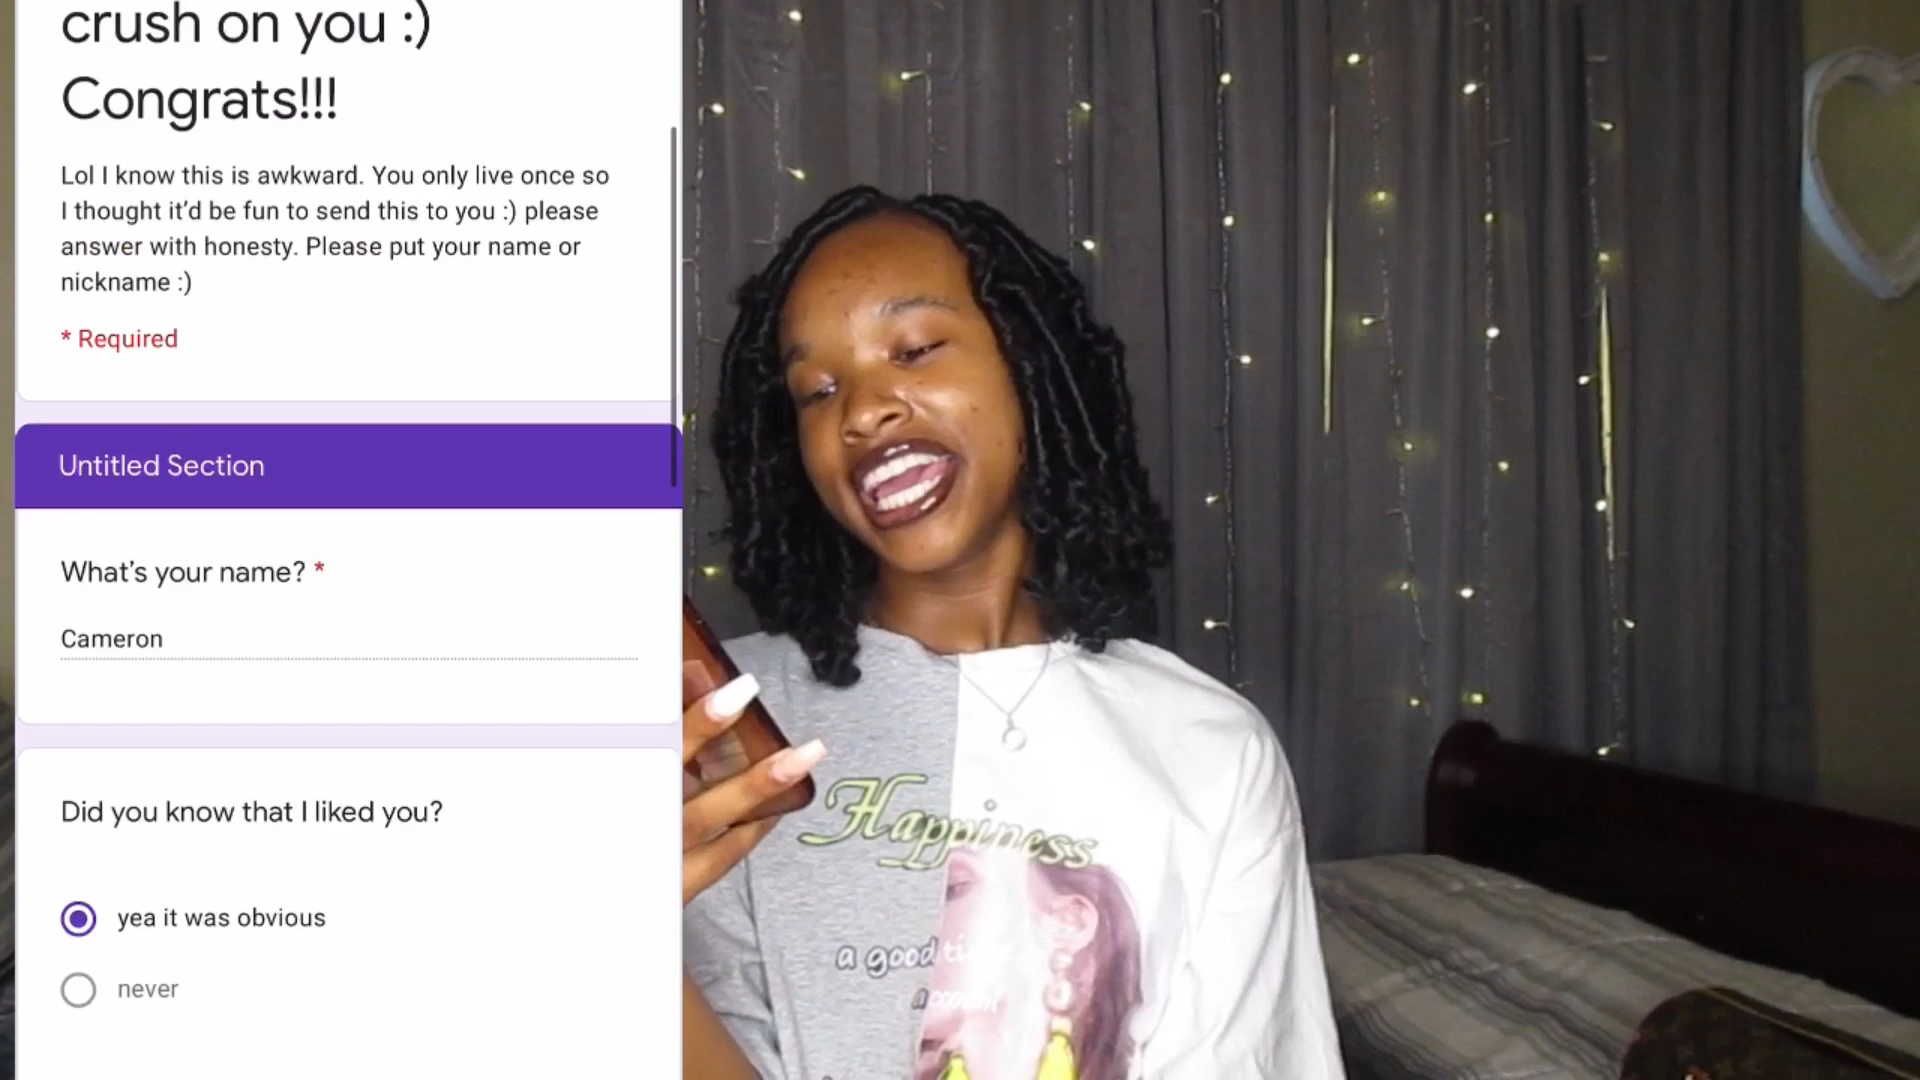 crush on you :)
Congrats!!!
Lol I know this is awkward. You only live once so
I thought it'd be fun to send this to you :) please
answer with honesty. Please put your name or
nickname :)
* Required
Untitled Section
What's your name? *
Cameron
Did you know that I liked you?
yea it was obvious
never
Happiness
a good